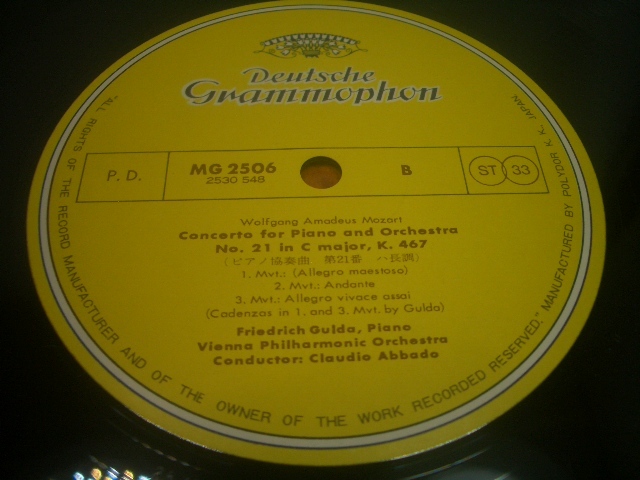 Deutsche
Grammophon
P. D.
MG 2506
2530 548
B
ST 33
Wolfgang Amadeus Mozart
Concerto for Piano and Orchestra
No. 21 in C major, K. 467
(ピアノ協奏曲 第21番 ハ長調)
1. Mvt.: (Allegro maestoso)
2. Mvt.: Andante
3. Mvt.: Allegro vivace assai
(Cadenzas in 1. and 3. Mvt. by Gulda)
Friedrich Gulda, Piano
Vienna Philharmonic Orchestra
Conductor: Claudio Abbado
"ALL RIGHTS OF THE RECORD MANUFACTURER AND OF THE OWNER OF THE WORK RECORDED RESERVED." MANUFACTURED BY POLYDOR K. K., JAPAN